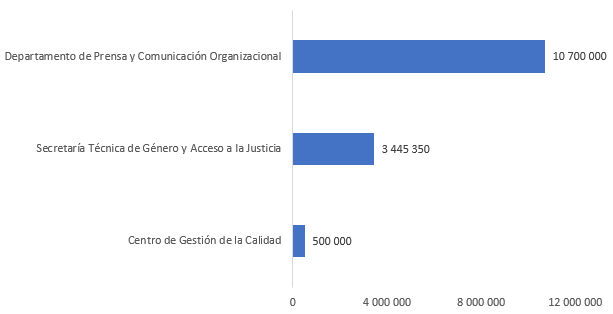 Departamento de Prensa y Comunicación Organizacional 10 700 000
Secretaría Técnica de Género y Acceso a la Justicia 3 445 350
Centro de Gestión de la Calidad 500 000
0 4 000 000 8 000 000 12 000 000